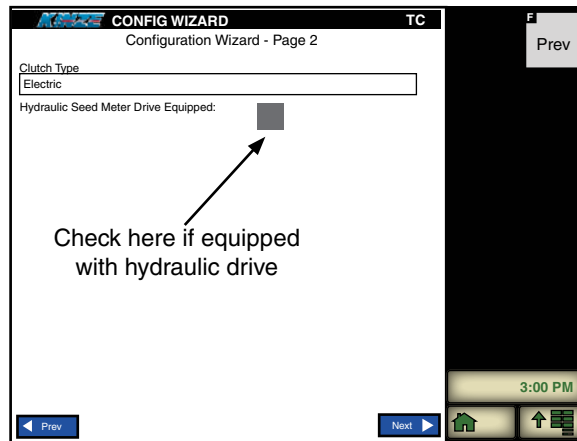 KINZE CONFIG WIZARD TC
Configuration Wizard - Page 2
Clutch Type
Electric
Hydraulic Seed Meter Drive Equipped:
Check here if equipped
with hydraulic drive
Prev
Next
F
Prev
3:00 PM